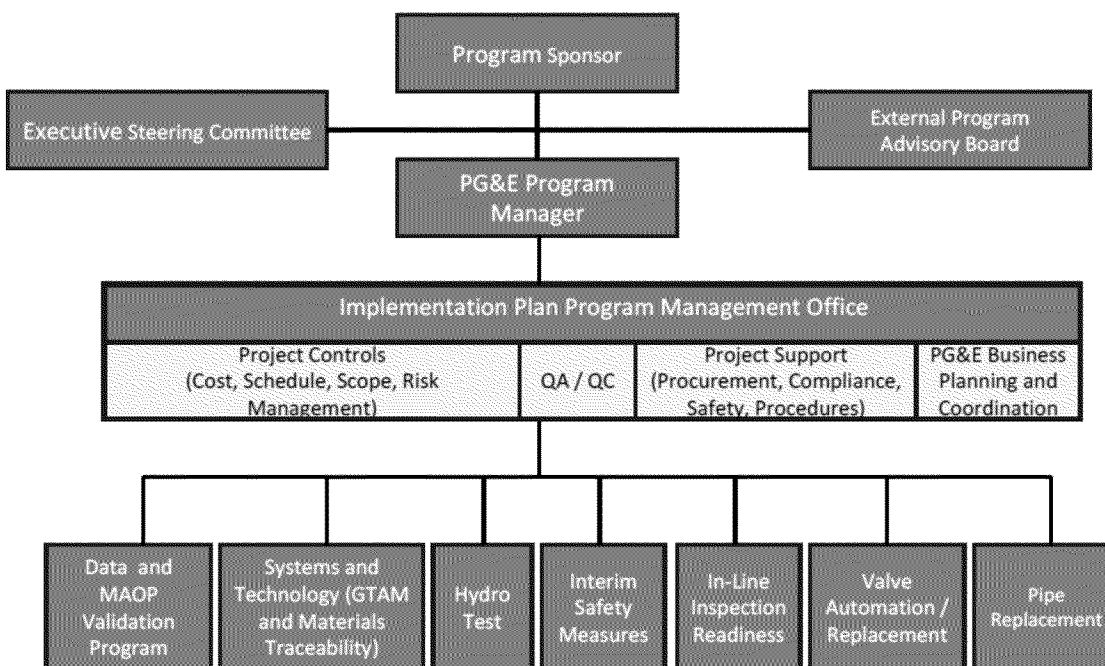 Program Sponsor
Executive Steering Committee
External Program
Advisory Board
PG&E Program
Manager
Implementation Plan Program Management Office
Project Controls
(Cost, Schedule, Scope, Risk
Management)
QA / QC
Project Support
(Procurement, Compliance,
Safety, Procedures)
PG&E Business
Planning and
Coordination
Data and
MAOP
Validation
Program
Systems and
Technology (GTAM
and Materials
Traceability)
Hydro
Test
Interim
Safety
Measures
In-Line
Inspection
Readiness
Valve
Automation /
Replacement
Pipe
Replacement